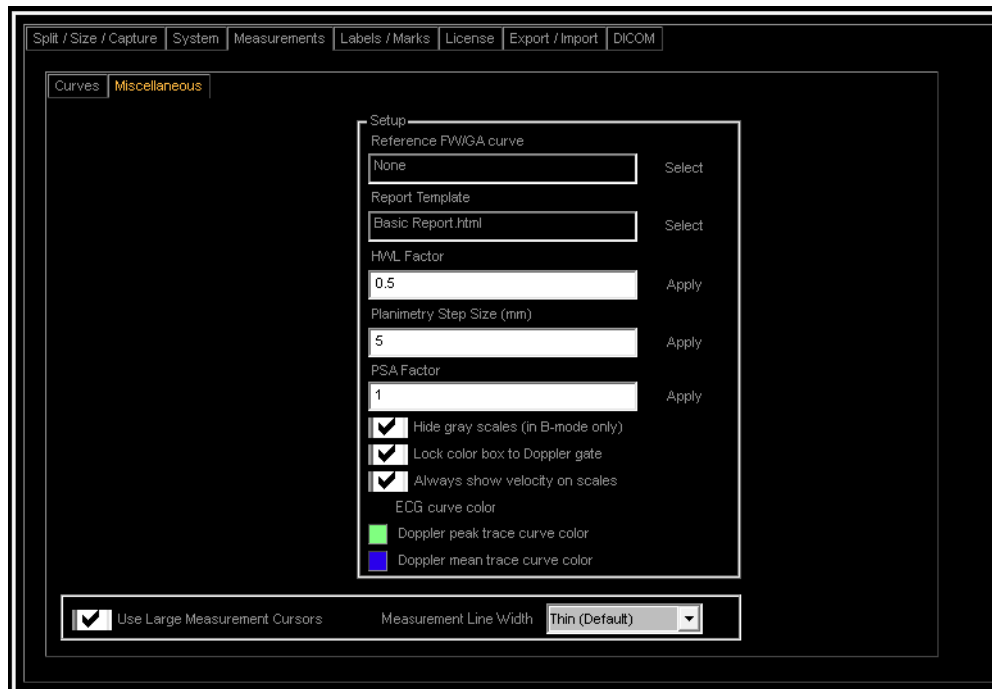 Split / Size / Capture System Measurements Labels / Marks License Export / Import DICOM
Curves Miscellaneous
Setup
Reference FW/GA curve
None Select
Report Template
Basic Report.html Select
HWL Factor
0.5 Apply
Planimetry Step Size (mm)
5 Apply
PSA Factor
1 Apply
Hide gray scales (in B-mode only)
Lock color box to Doppler gate
Always show velocity on scales
ECG curve color
Doppler peak trace curve color
Doppler mean trace curve color
Use Large Measurement Cursors Measurement Line Width Thin (Default)